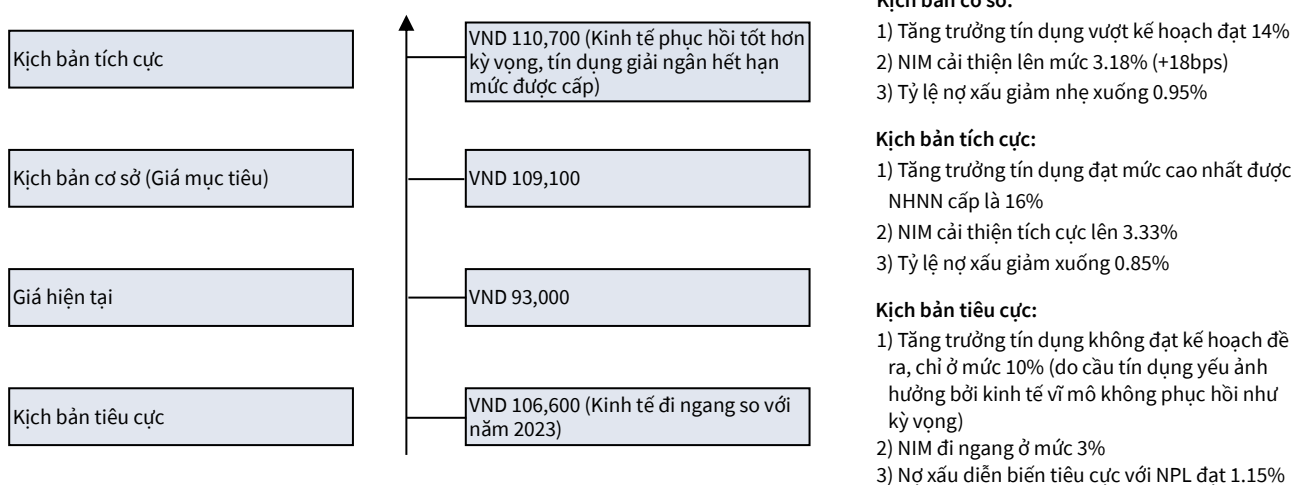 Kịch bản tích cực
VND 110,700 (Kinh tế phục hồi tốt hơn
kỳ vọng, tín dụng giải ngân hết hạn
mức được cấp)
Kịch bản cơ sở (Giá mục tiêu)
VND 109,100
Giá hiện tại
VND 93,000
Kịch bản tiêu cực
VND 106,600 (Kinh tế đi ngang so với
năm 2023)
Kịch bản cơ sở:
1) Tăng trưởng tín dụng vượt kế hoạch đạt 14%
2) NIM cải thiện lên mức 3.18% (+18bps)
3) Tỷ lệ nợ xấu giảm nhẹ xuống 0.95%
Kịch bản tích cực:
1) Tăng trưởng tín dụng đạt mức cao nhất được
NHNN cấp là 16%
2) NIM cải thiện tích cực lên 3.33%
3) Tỷ lệ nợ xấu giảm xuống 0.85%
Kịch bản tiêu cực:
1) Tăng trưởng tín dụng không đạt kế hoạch đề
ra, chỉ ở mức 10% (do cầu tín dụng yếu ảnh
hưởng bởi kinh tế vĩ mô không phục hồi như
kỳ vọng)
2) NIM đi ngang ở mức 3%
3) Nợ xấu diễn biến tiêu cực với NPL đạt 1.15%